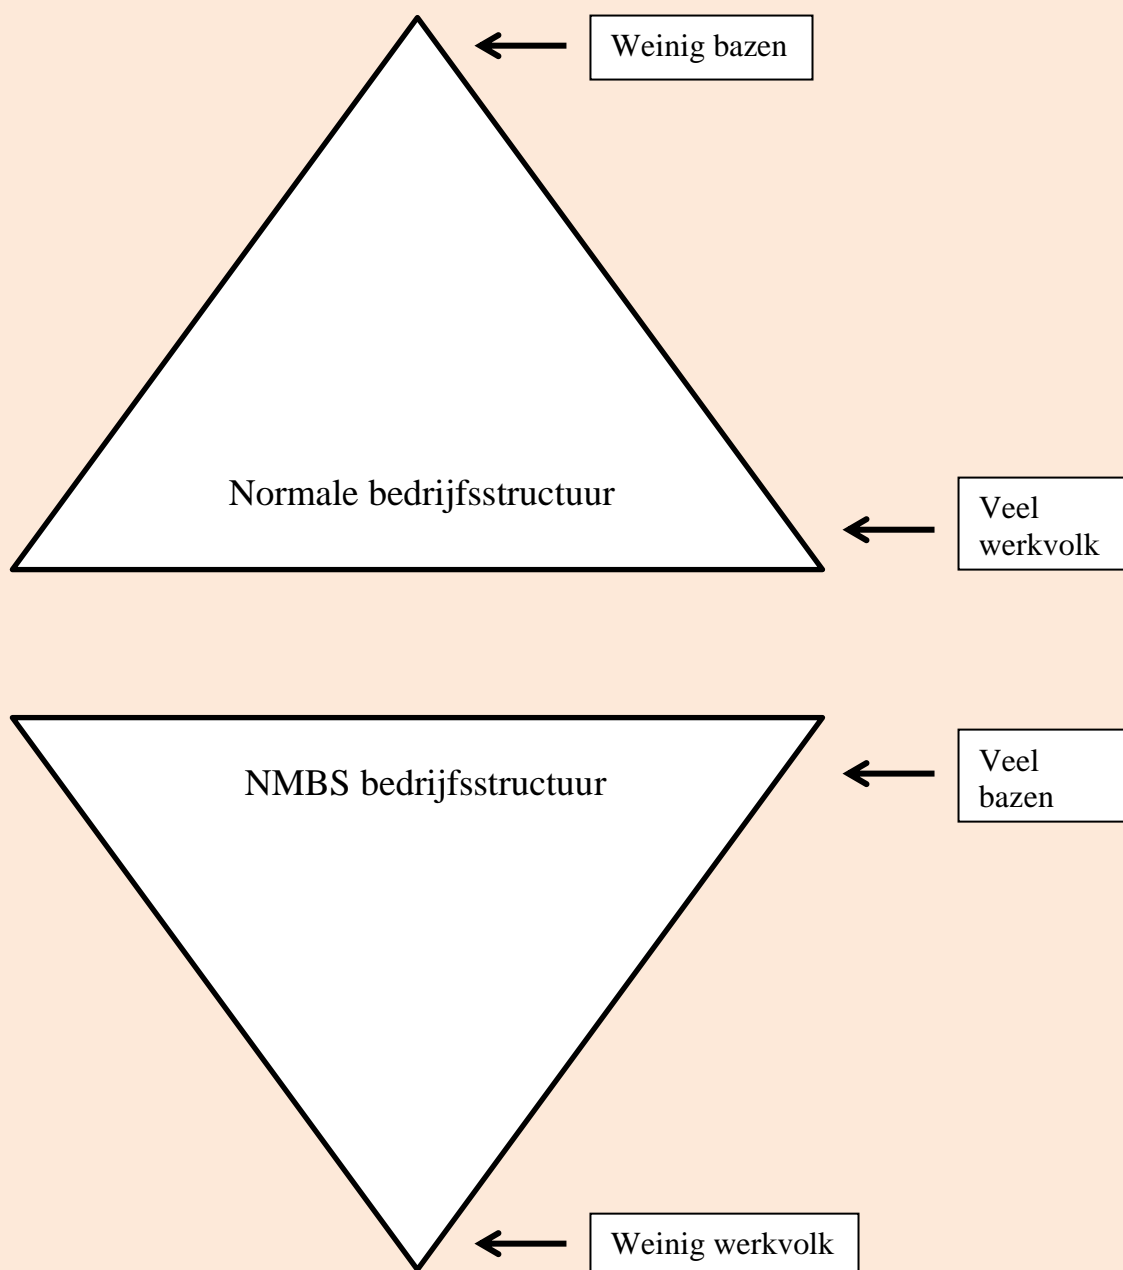 Weinig bazen
Normale bedrijfsstructuur
Veel
werkvolk
NMBS bedrijfsstructuur
Veel
bazen
Weinig werkvolk